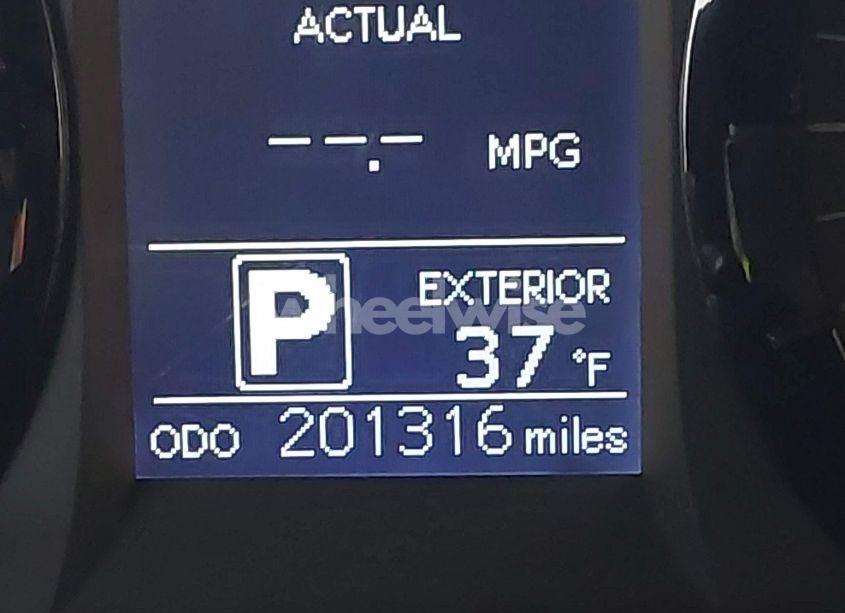 ACTUAL
--.- MPG
P
EXTERIOR
wheelwise
37 °F
ODO 201316 miles